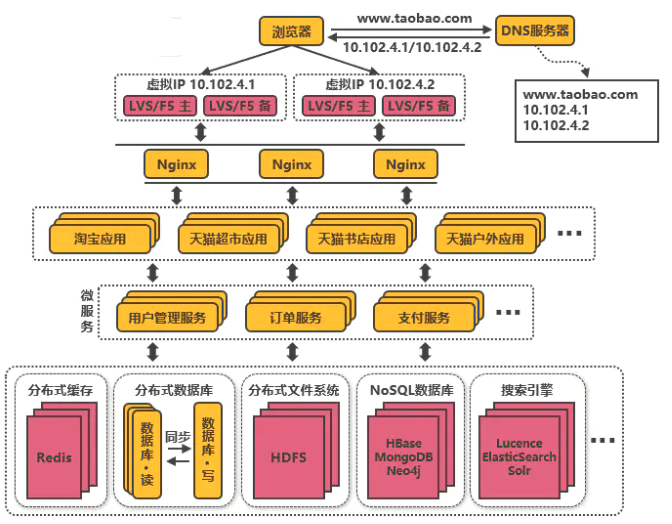 浏览器
www.taobao.com
10.102.4.1/10.102.4.2
DNS服务器
www.taobao.com
10.102.4.1
10.102.4.2
虚拟IP 10.102.4.1
LVS/F5 主
LVS/F5 备
虚拟IP 10.102.4.2
LVS/F5 主
LVS/F5 备
Nginx
Nginx
Nginx
淘宝应用
天猫超市应用
天猫书店应用
天猫户外应用
微服务
用户管理服务
订单服务
支付服务
分布式缓存
Redis
分布式数据库
数据库·读
同步
数据库·写
分布式文件系统
HDFS
NoSQL数据库
HBase
MongoDB
Neo4j
搜索引擎
Lucence
ElasticSearch
Solr